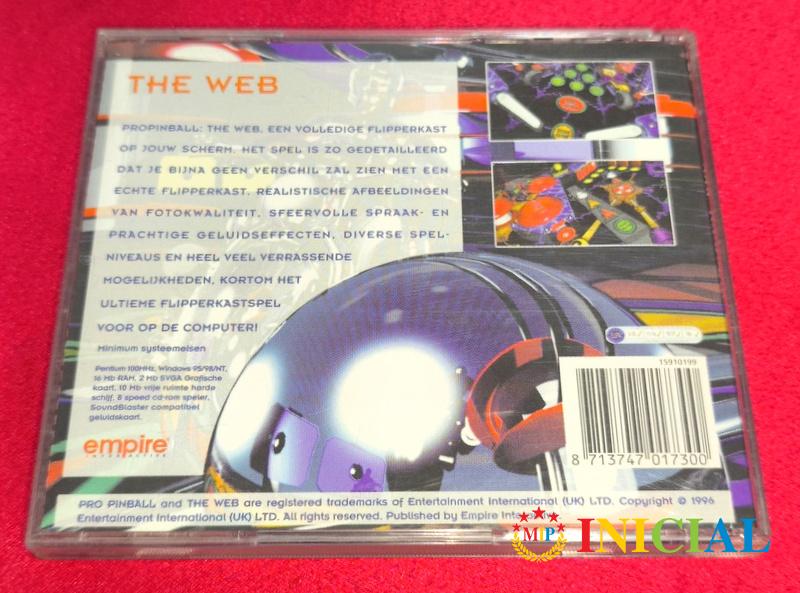 THE WEB
PROPINBALL: THE WEB, EEN VOLLEDIGE FLIPPERKAST
OP JOUW SCHERM. HET SPEL IS ZO GEDETAILLEERD
DAT JE BIJNA GEEN VERSCHIL ZAL ZIEN MET EEN
ECHTE FLIPPERKAST. REALISTISCHE AFBEELDINGEN
VAN FOTOKWALITEIT, SFEERVOLLE SPRAAK- EN
PRACHTIGE GELUIDSEFFECTEN, DIVERSE SPEL-
NIVEAUS EN HEEL VEEL VERRASSENDE
MOGELIJKHEDEN, KORTOM HET
ULTIEME FLIPPERKASTSPEL
VOOR OP DE COMPUTER!
Minimum systeemeisen
Pentium 100MHz, Windows 95/98/NT,
16 Mb RAM, 2 Mb SVGA Grafische
kaart, 10 Mb vrije ruimte harde
schijf, 8 speed cd-rom speler,
SoundBlaster compatibel
geluidskaart.
empire
INTERACTIVE
15910199
8 713747 017300
PRO PINBALL and THE WEB are registered trademarks of Entertainment International (UK) LTD. Copyright © 1996
Entertainment International (UK) LTD. All rights reserved. Published by Empire
MIP INICIAL